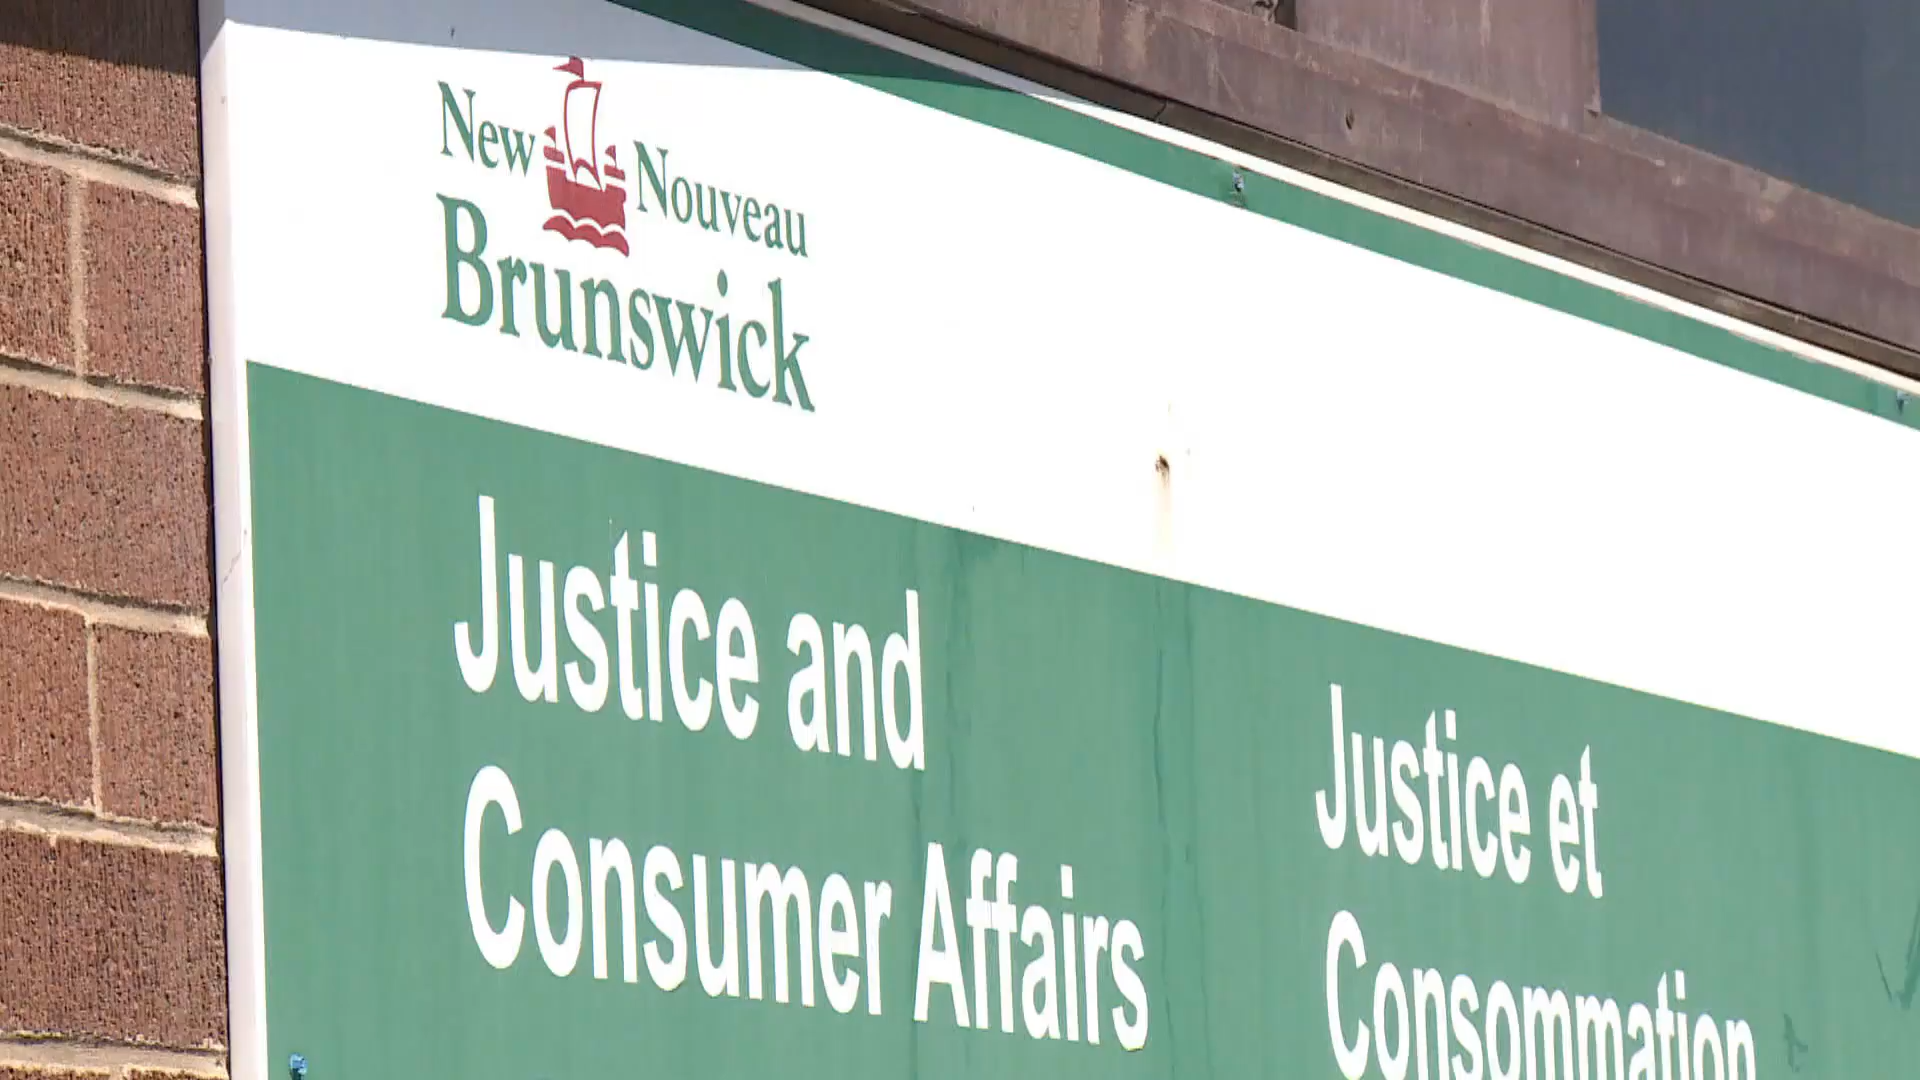 New Nouveau
Brunswick
Justice and
Consumer Affairs
Justice et
Consommation